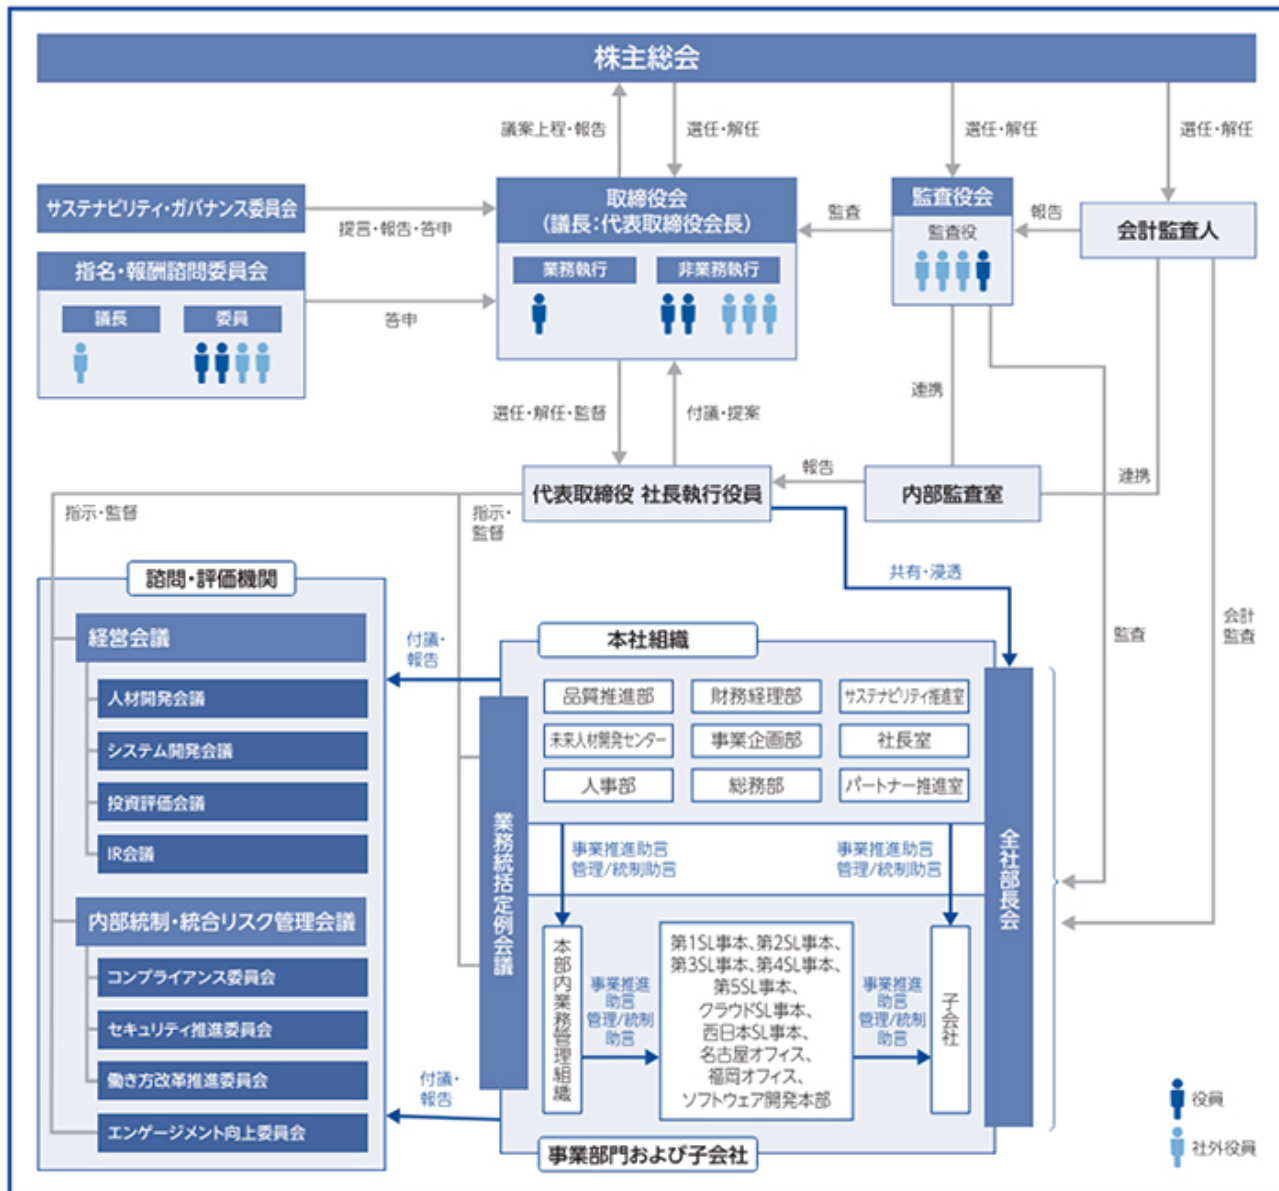 株主総会
議案上程・報告
選任・解任
選任・解任
選任・解任
サステナビリティ・ガバナンス委員会
提言・報告・答申
取締役会
(議長:代表取締役会長)
業務執行
非業務執行
監査
監査役会
監査役
報告
会計監査人
指名・報酬諮問委員会
議長
委員
答申
選任・解任・監督
付議・提案
連携
連携
代表取締役 社長執行役員
報告
内部監査室
指示・監督
指示・
監督
共有・浸透
監査
会計
監査
諮問・評価機関
経営会議
人材開発会議
システム開発会議
投資評価会議
IR会議
内部統制・統合リスク管理会議
コンプライアンス委員会
セキュリティ推進委員会
働き方改革推進委員会
エンゲージメント向上委員会
付議・
報告
付議・
報告
業務統括定例会議
本社組織
品質推進部
財務経理部
サステナビリティ推進室
未来人材開発センター
事業企画部
社長室
人事部
総務部
パートナー推進室
事業推進助言
管理/統制助言
事業推進助言
管理/統制助言
本部内業務管理組織
事業推進
助言
管理/統制
助言
第1SL事本、第2SL事本、
第3SL事本、第4SL事本、
第5SL事本、
クラウドSL事本、
西日本SL事本、
名古屋オフィス、
福岡オフィス、
ソフトウェア開発本部
事業推進
助言
管理/統制
助言
子会社
事業部門および子会社
全社部長会
役員
社外役員